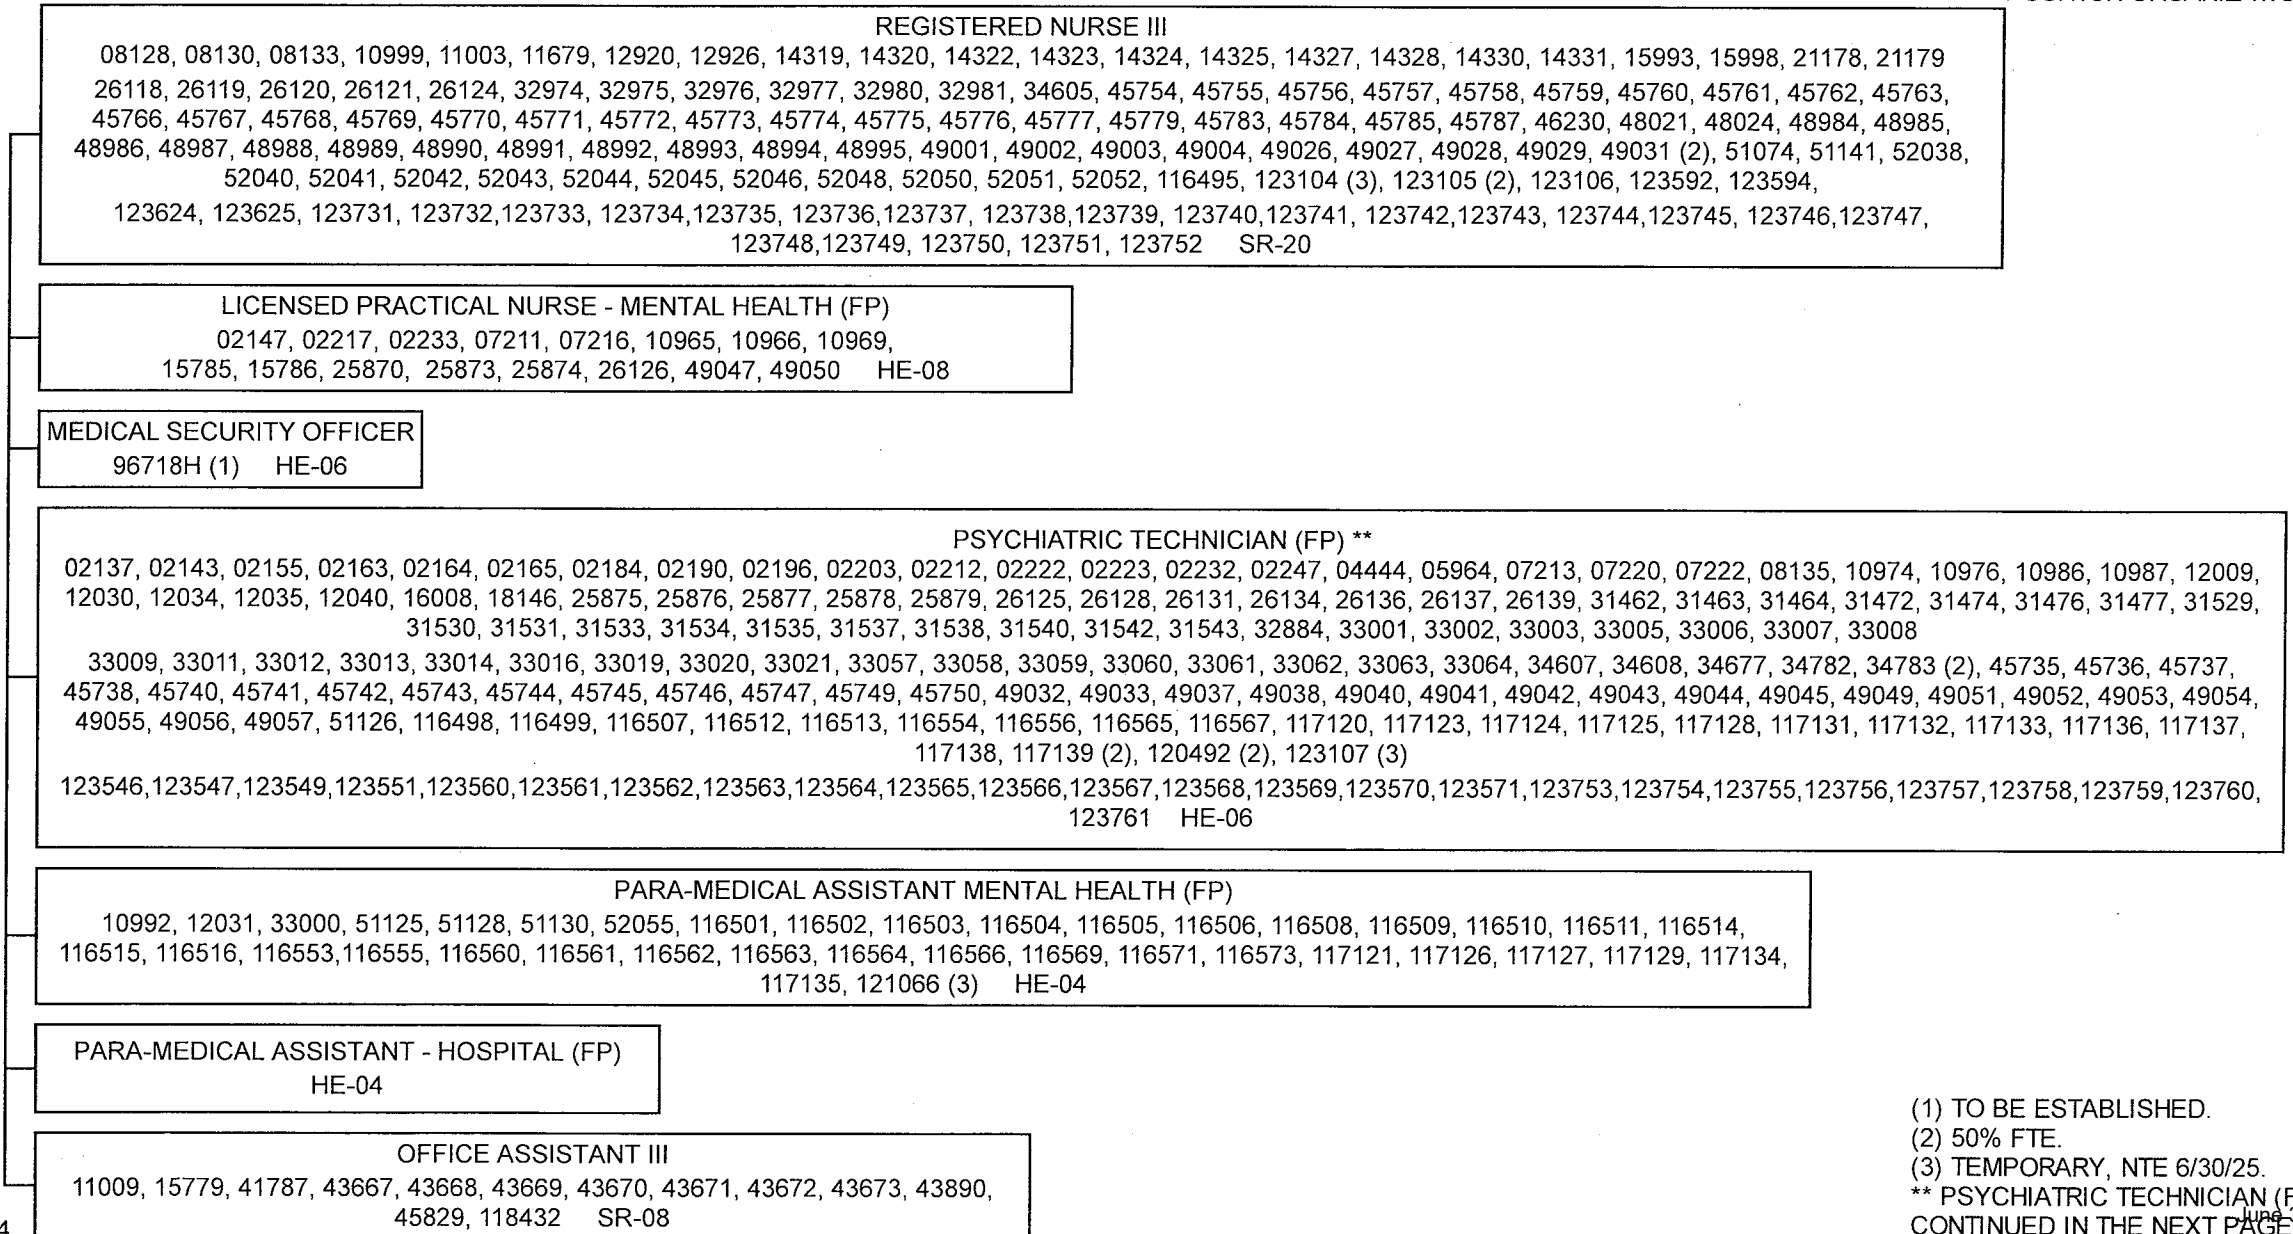 REGISTERED NURSE III
08128, 08130, 08133, 10999, 11003, 11679, 12920, 12926, 14319, 14320, 14322, 14323, 14324, 14325, 14327, 14328, 14330, 14331, 15993, 15998, 21178, 21179
26118, 26119, 26120, 26121, 26124, 32974, 32975, 32976, 32977, 32980, 32981, 34605, 45754, 45755, 45756, 45757, 45758, 45759, 45760, 45761, 45762, 45763,
45766, 45767, 45768, 45769, 45770, 45771, 45772, 45773, 45774, 45775, 45776, 45777, 45779, 45783, 45784, 45785, 45787, 46230, 48021, 48024, 48984, 48985,
48986, 48987, 48988, 48989, 48990, 48991, 48992, 48993, 48994, 48995, 49001, 49002, 49003, 49004, 49026, 49027, 49028, 49029, 49031 (2), 51074, 51141, 52038,
52040, 52041, 52042, 52043, 52044, 52045, 52046, 52048, 52050, 52051, 52052, 116495, 123104 (3), 123105 (2), 123106, 123592, 123594,
123624, 123625, 123731, 123732,123733, 123734,123735, 123736,123737, 123738,123739, 123740,123741, 123742,123743, 123744,123745, 123746,123747,
123748,123749, 123750, 123751, 123752 SR-20
LICENSED PRACTICAL NURSE - MENTAL HEALTH (FP)
02147, 02217, 02233, 07211, 07216, 10965, 10966, 10969,
15785, 15786, 25870, 25873, 25874, 26126, 49047, 49050 HE-08
MEDICAL SECURITY OFFICER
96718H (1) HE-06
PSYCHIATRIC TECHNICIAN (FP) **
02137, 02143, 02155, 02163, 02164, 02165, 02184, 02190, 02196, 02203, 02212, 02222, 02223, 02232, 02247, 04444, 05964, 07213, 07220, 07222, 08135, 10974, 10976, 10986, 10987, 12009,
12030, 12034, 12035, 12040, 16008, 18146, 25875, 25876, 25877, 25878, 25879, 26125, 26128, 26131, 26134, 26136, 26137, 26139, 31462, 31463, 31464, 31472, 31474, 31476, 31477, 31529,
31530, 31531, 31533, 31534, 31535, 31537, 31538, 31540, 31542, 31543, 32884, 33001, 33002, 33003, 33005, 33006, 33007, 33008
33009, 33011, 33012, 33013, 33014, 33016, 33019, 33020, 33021, 33057, 33058, 33059, 33060, 33061, 33062, 33063, 33064, 34607, 34608, 34677, 34782, 34783 (2), 45735, 45736, 45737,
45738, 45740, 45741, 45742, 45743, 45744, 45745, 45746, 45747, 45749, 45750, 49032, 49033, 49037, 49038, 49040, 49041, 49042, 49043, 49044, 49045, 49049, 49051, 49052, 49053, 49054,
49055, 49056, 49057, 51126, 116498, 116499, 116507, 116512, 116513, 116554, 116556, 116565, 116567, 117120, 117123, 117124, 117125, 117128, 117131, 117132, 117133, 117136, 117137,
117138, 117139 (2), 120492 (2), 123107 (3)
123546,123547,123549,123551,123560,123561,123562,123563,123564,123565,123566,123567,123568,123569,123570,123571,123753,123754,123755,123756,123757,123758,123759,123760,
123761 HE-06
PARA-MEDICAL ASSISTANT MENTAL HEALTH (FP)
10992, 12031, 33000, 51125, 51128, 51130, 52055, 116501, 116502, 116503, 116504, 116505, 116506, 116508, 116509, 116510, 116511, 116514,
116515, 116516, 116553,116555, 116560, 116561, 116562, 116563, 116564, 116566, 116569, 116571, 116573, 117121, 117126, 117127, 117129, 117134,
117135, 121066 (3) HE-04
PARA-MEDICAL ASSISTANT - HOSPITAL (FP)
HE-04
OFFICE ASSISTANT III
11009, 15779, 41787, 43667, 43668, 43669, 43670, 43671, 43672, 43673, 43890,
45829, 118432 SR-08
(1) TO BE ESTABLISHED.
(2) 50% FTE.
(3) TEMPORARY, NTE 6/30/25.
** PSYCHIATRIC TECHNICIAN (F
CONTINUED IN THE NEXT PAGE
June
4